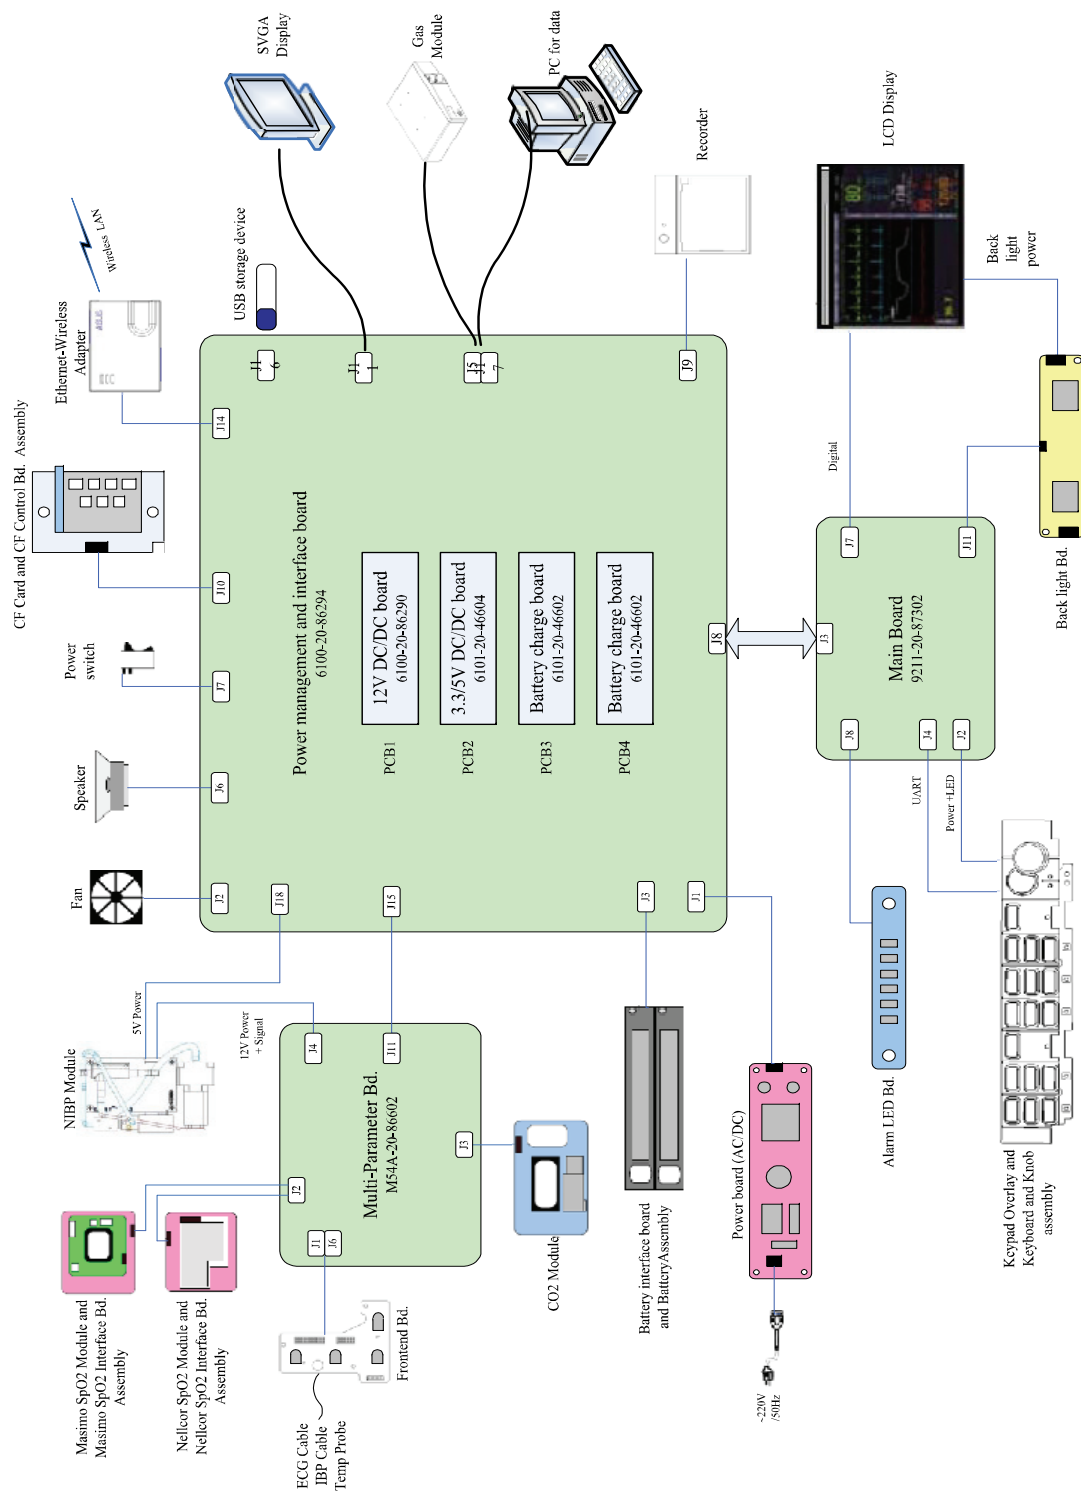 Masimo SpO2 Module and
Masimo SpO2 Interface Bd.
Assembly
Nellcor SpO2 Module and
Nellcor SpO2 Interface Bd.
Assembly
NIBP Module
Fan
Speaker
Power
switch
CF Card and CF Control Bd. Assembly
Ethernet-Wireless
Adapter
Wireless LAN
USB storage device
SVGA
Display
Gas
Module
PC for data
Recorder
LCD Display
Back
light
power
Back light Bd.
5V Power
12V Power
+ Signal
J2
J6
J7
J10
J14
J18
J15
J3
J1
J1
6
J1
1
J5
J1
7
J9
J8
Power management and interface board
6100-20-86294
PCB1
12V DC/DC board
6100-20-86290
PCB2
3.3/5V DC/DC board
6101-20-46604
PCB3
Battery charge board
6101-20-46602
PCB4
Battery charge board
6101-20-46602
J2
J4
J11
J1
J6
J3
Multi-Parameter Bd.
M54A-20-86602
ECG Cable
IBP Cable
Temp Probe
Frontend Bd.
CO2 Module
Battery interface board
and BatteryAssembly
Power board (AC/DC)
~220V
/50Hz
Digital
J7
J11
J3
J8
J4
J2
Main Board
9211-20-87302
UART
Power +LED
Alarm LED Bd.
Keypad Overlay and
Keyboard and Knob
assembly